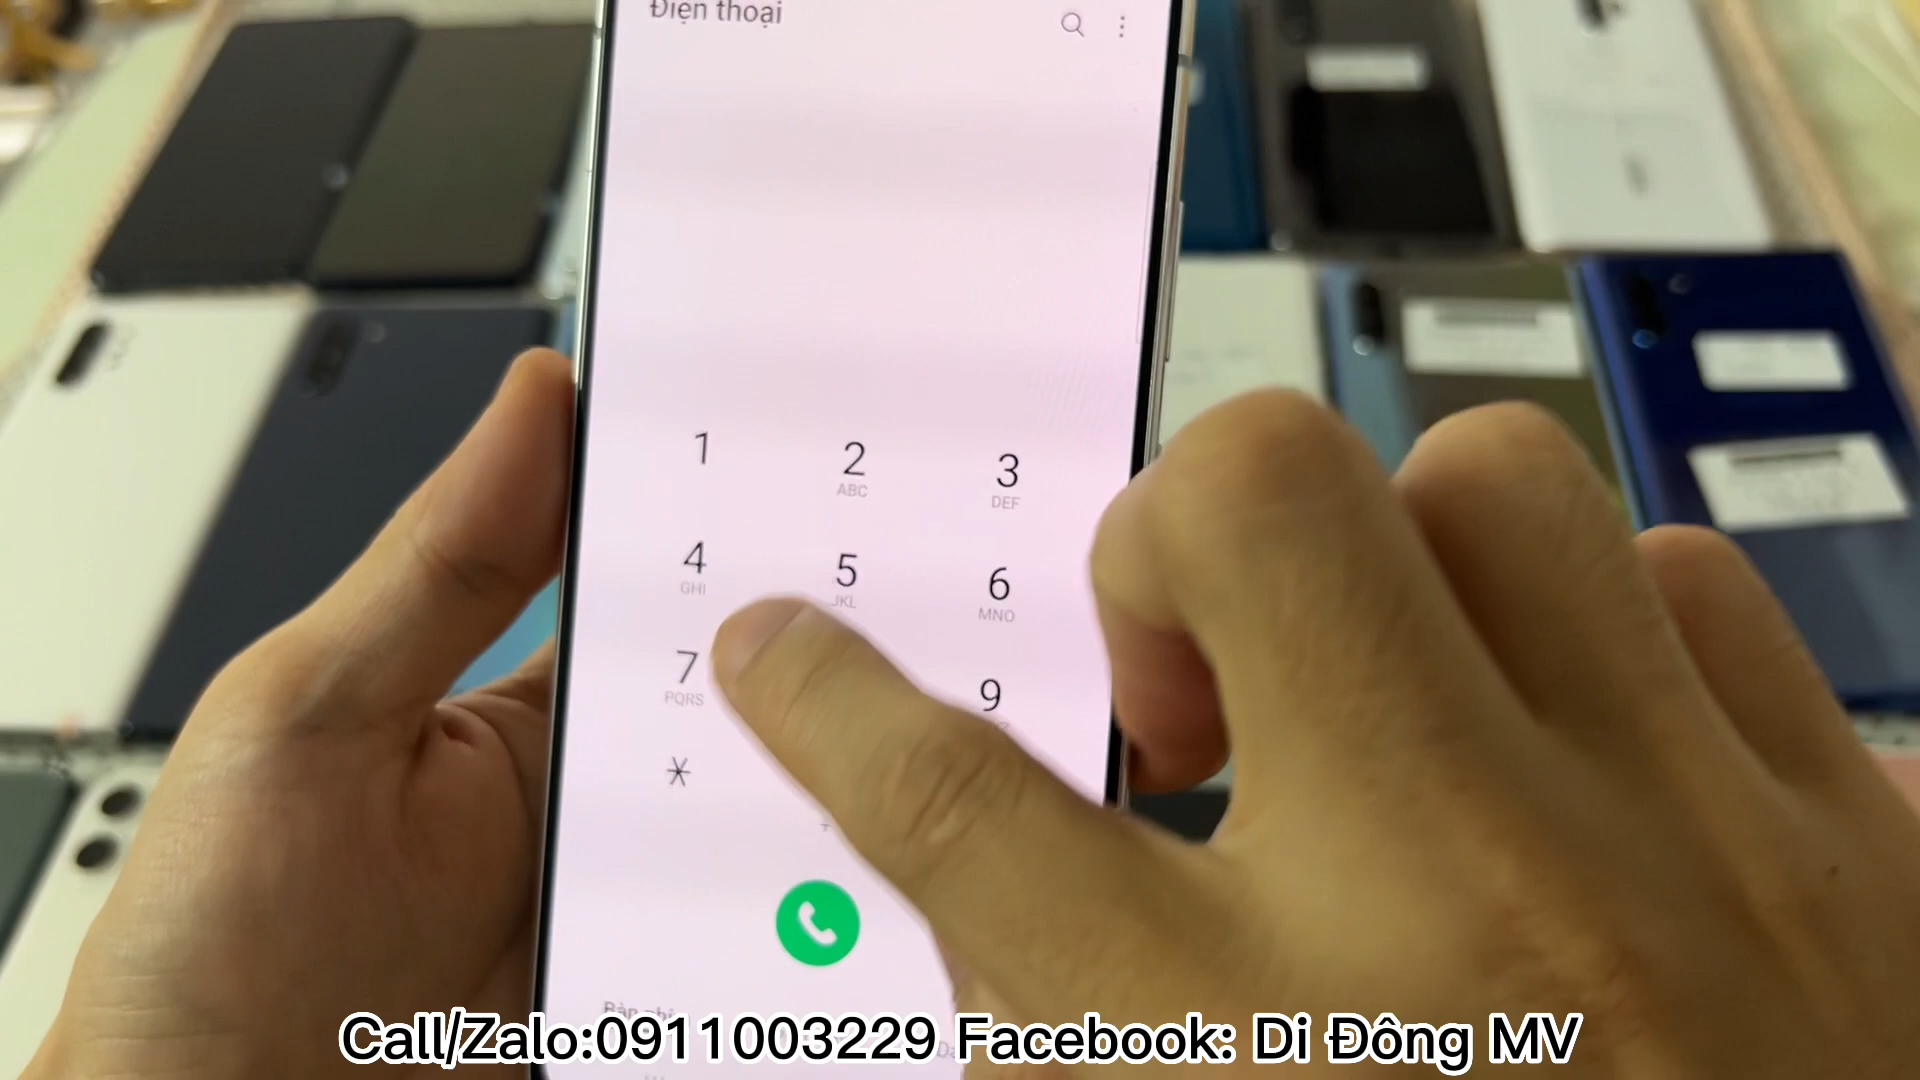 Điện thoại
1
2
ABC
3
DEF
4
GHI
5
JKL
6
MNO
7
PQRS
9
*
Call/Zalo:0911003229 Facebook: Di Đông MV